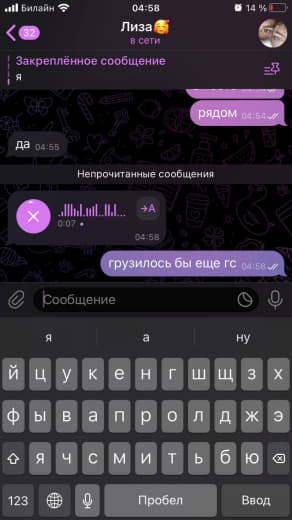 Билайн 04:58 14 %
32 Лиза🥰
в сети
Закреплённое сообщение
я
рядом 04:54
да 04:55
Непрочитанные сообщения
→A
0:07
04:58
грузилось бы еще гс 04:58
Сообщение
я а ну
й ц у к е н г ш щ з х
ф ы в а п р о л д ж э
я ч с м и т ь б ю
123 Пробел Ввод